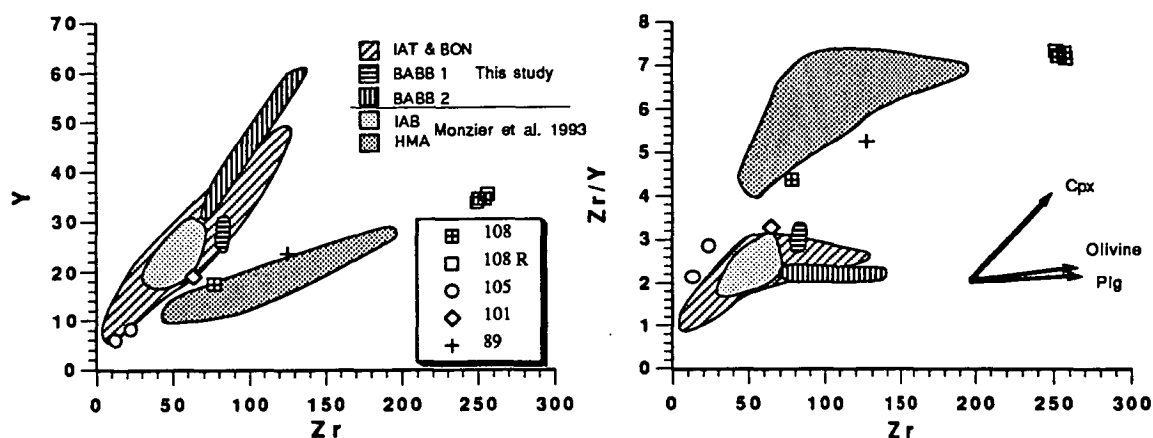 70
60
50
40
30
20
10
0
Y
0 50 100 150 200 250 300
Zr
IAT & BON
BABB 1 This study
BABB 2
IAB
HMA Monzier et al. 1993
108
108 R
105
101
89
8
7
6
5
4
3
2
1
0
Zr/Y
0 50 100 150 200 250 300
Zr
Cpx
Olivine
Plg